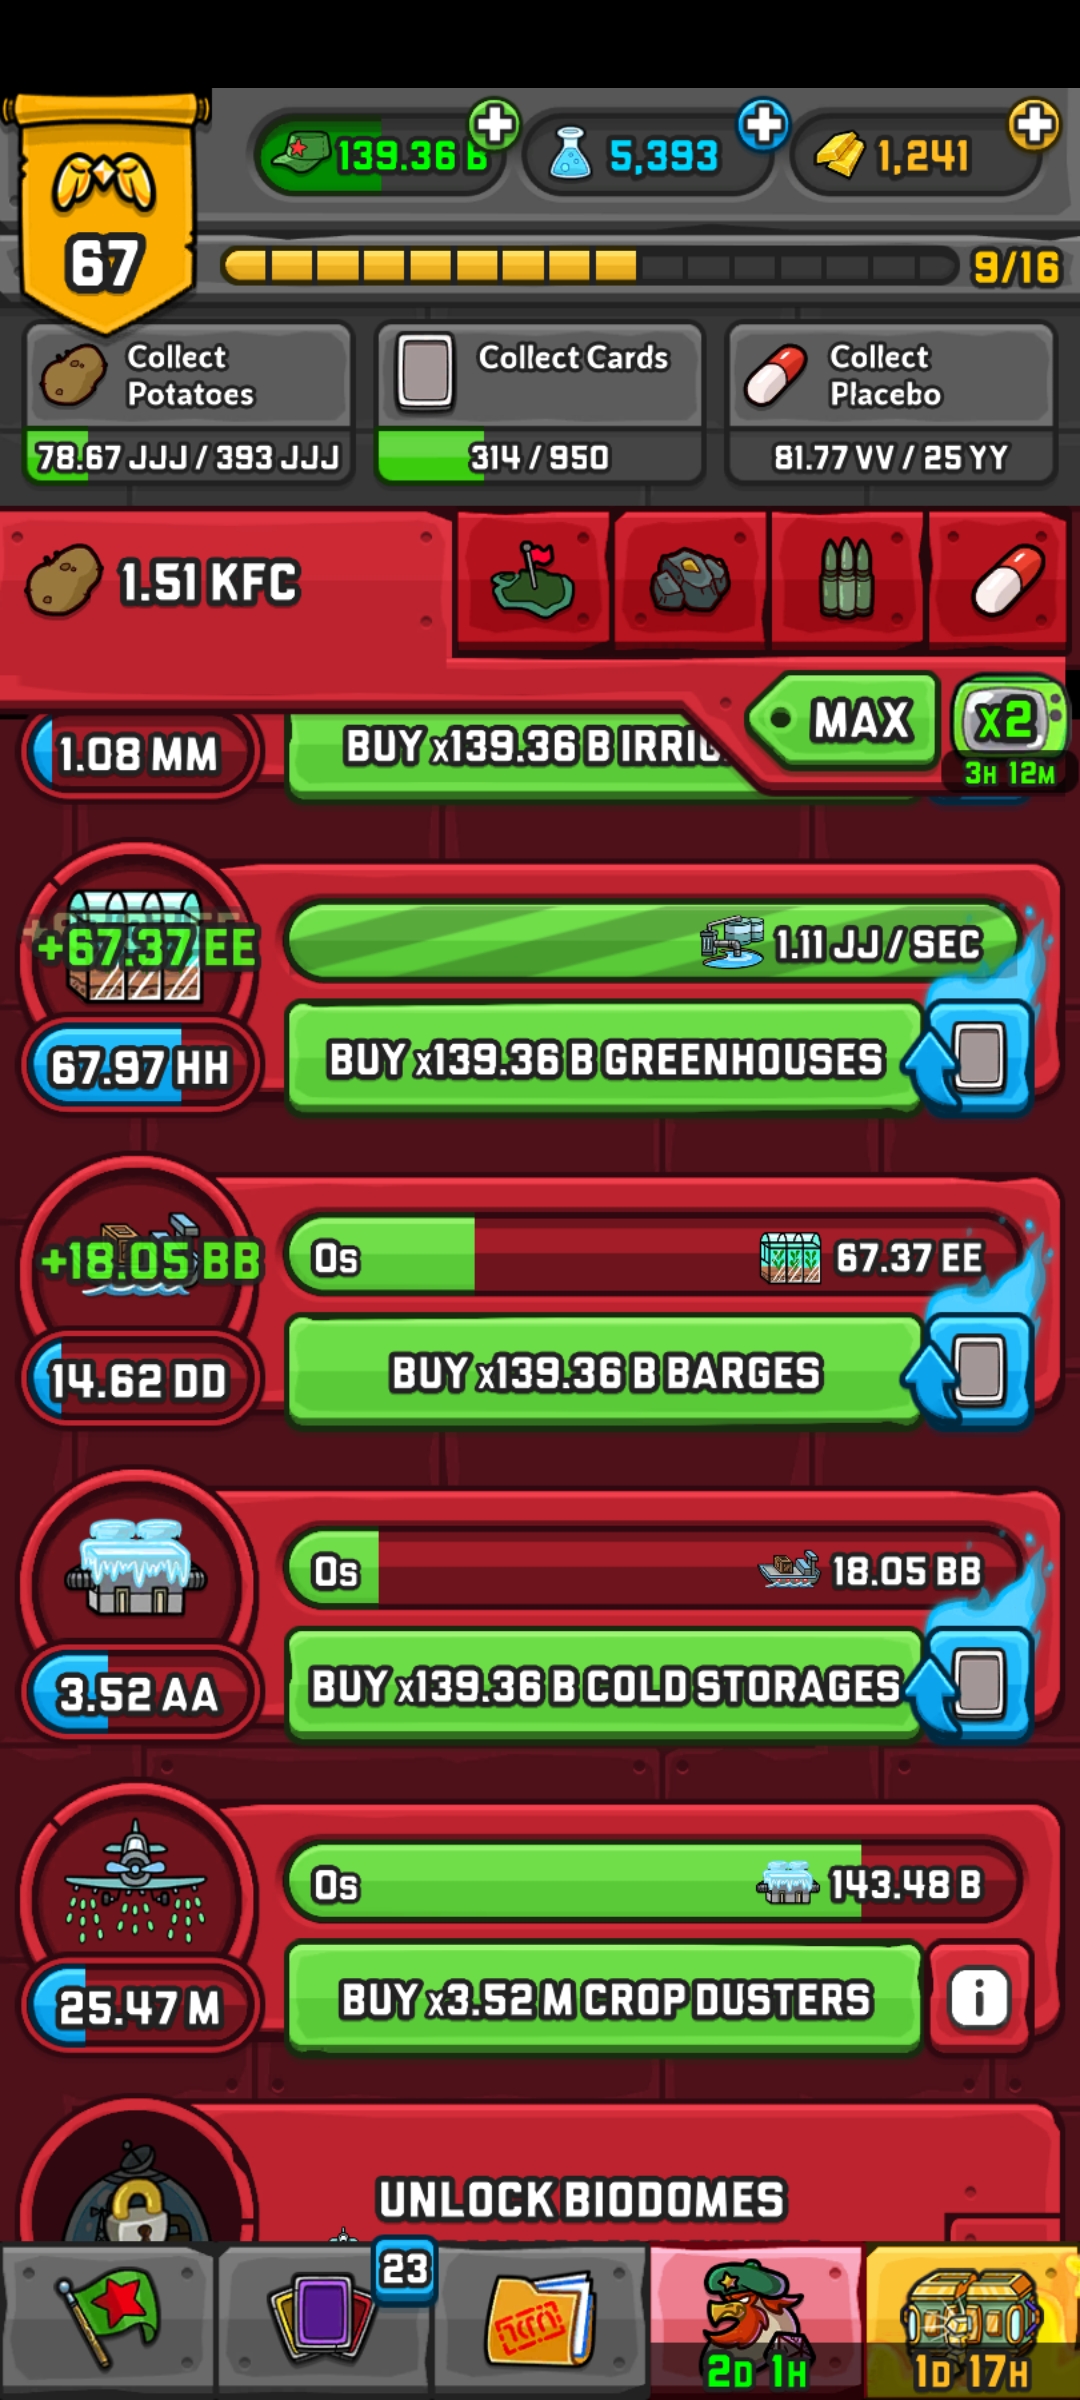 139.36 B
5,393
1,241
67
9/16
Collect
Potatoes
78.67 JJJ / 393 JJJ
Collect Cards
314 / 950
Collect
Placebo
81.77 VV / 25 YY
1.51 KFC
MAX
x2
3H 12M
1.08 MM
BUY x139.36 B
+67.37 EE
1.11 JJ / SEC
67.97 HH
BUY x139.36 B GREENHOUSES
+18.05 BB
0s
67.37 EE
14.62 DD
BUY x139.36 B BARGES
0s
18.05 BB
3.52 AA
BUY x139.36 B COLD STORAGES
0s
143.48 B
25.47 M
BUY x3.52 M CROP DUSTERS
i
UNLOCK BIODOMES
23
2D 1H
1D 17H